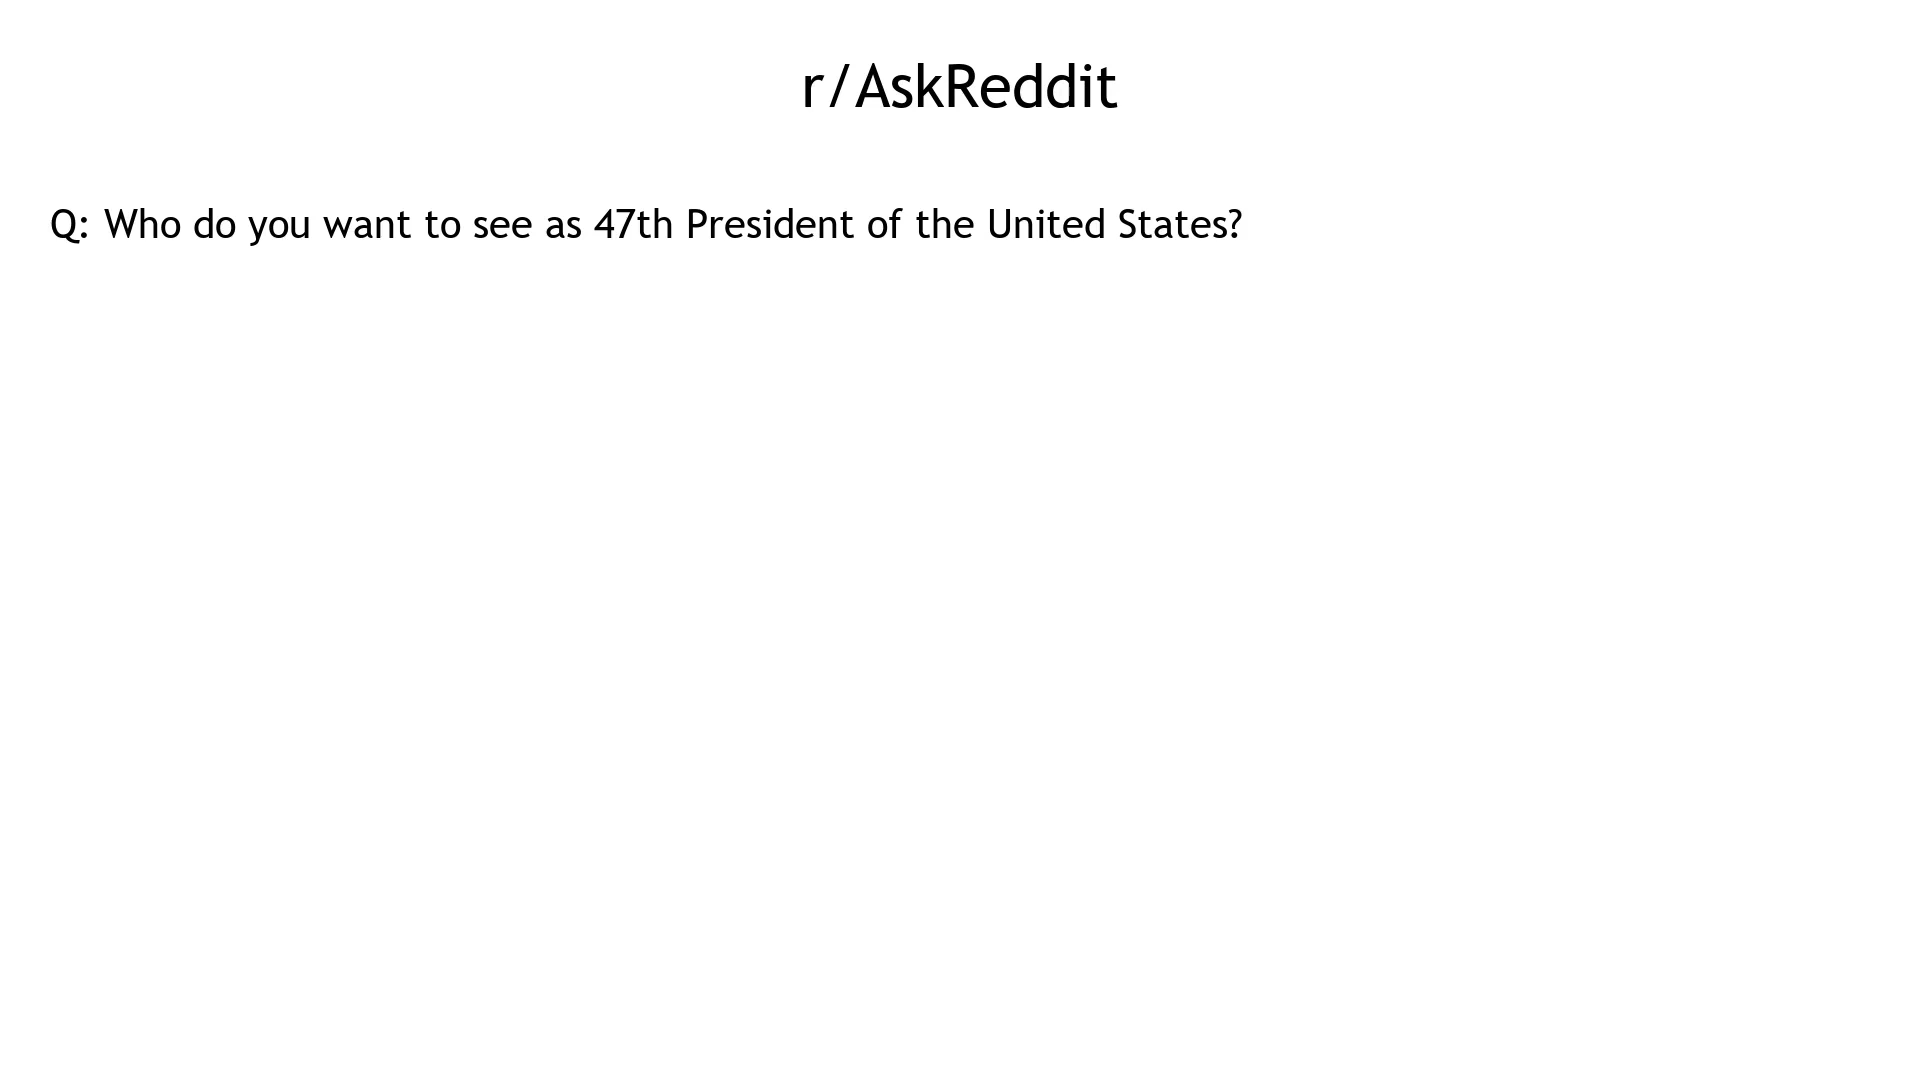 r/AskReddit
Q: Who do you want to see as 47th President of the United States?